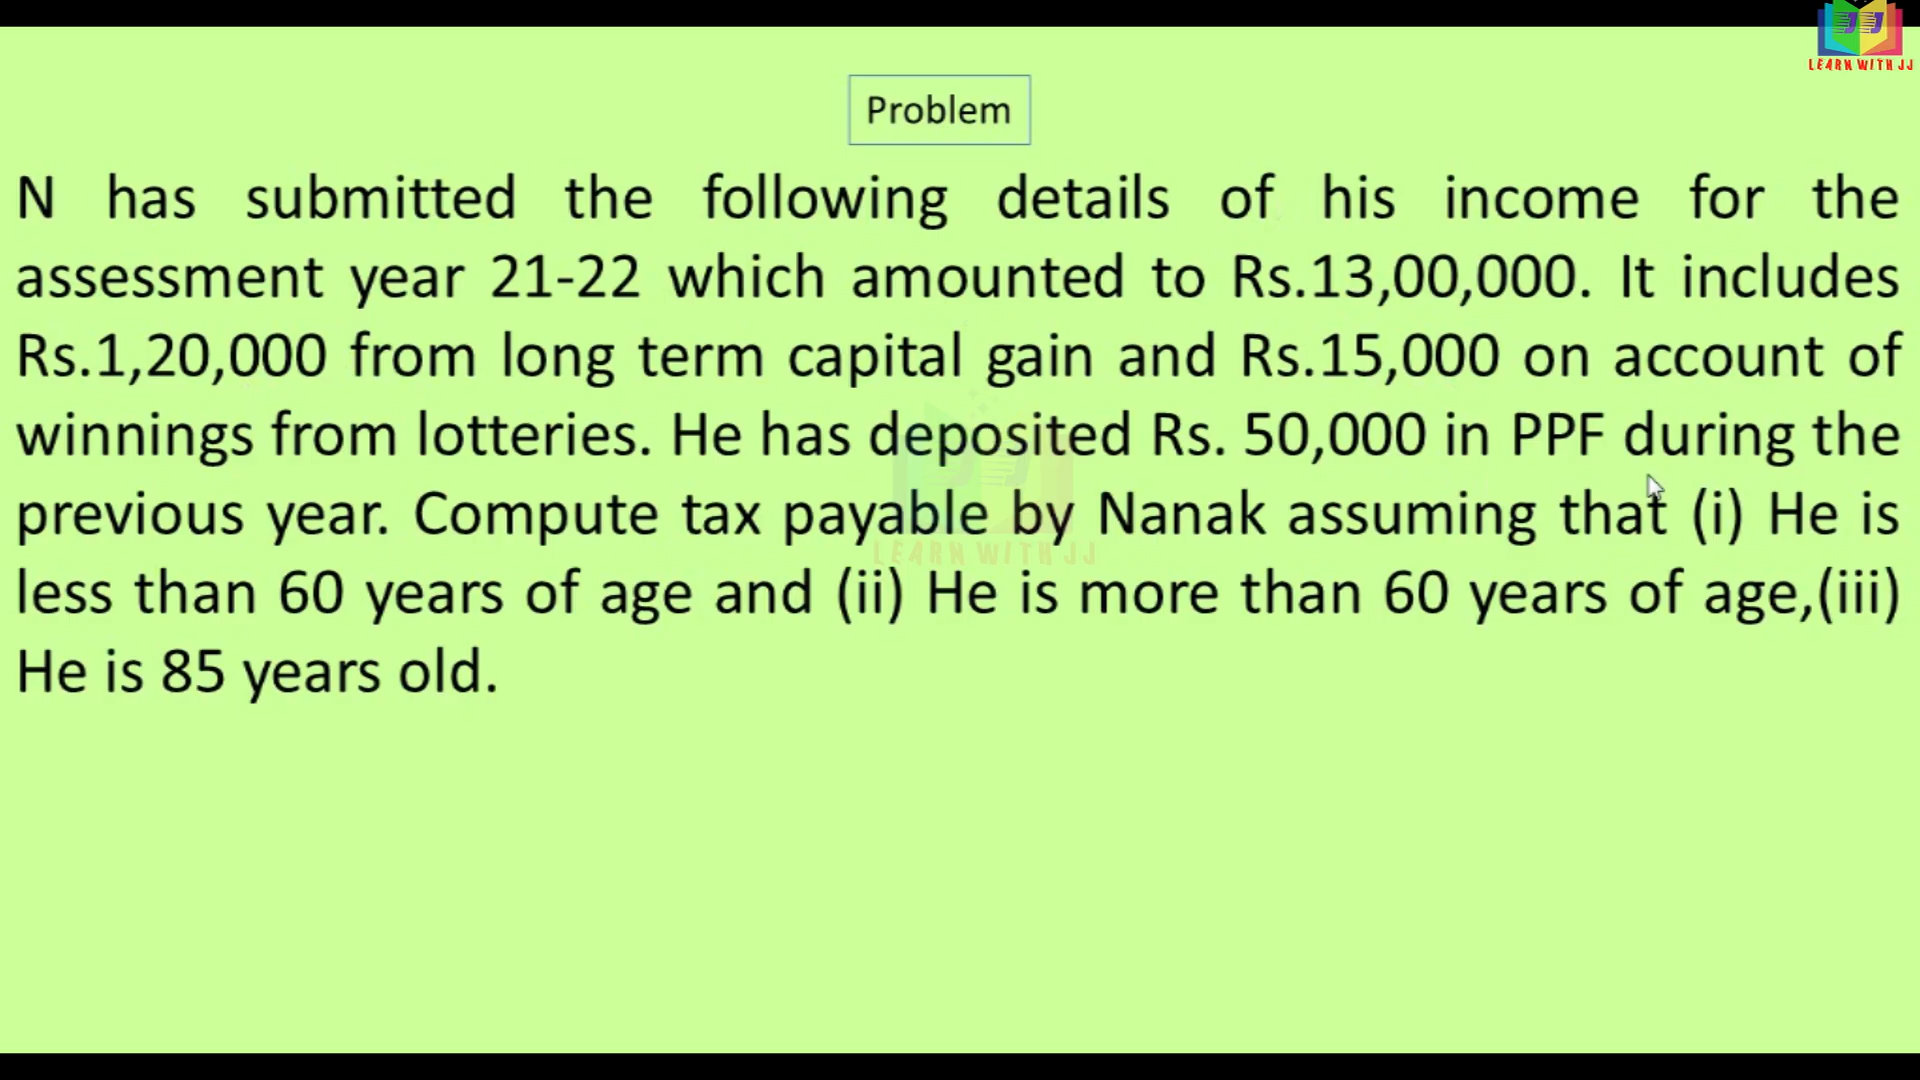 LEARN WITH JJ
Problem
N has submitted the following details of his income for the
assessment year 21-22 which amounted to Rs.13,00,000. It includes
Rs.1,20,000 from long term capital gain and Rs.15,000 on account of
winnings from lotteries. He has deposited Rs. 50,000 in PPF during the
previous year. Compute tax payable by Nanak assuming that (i) He is
less than 60 years of age and (ii) He is more than 60 years of age,(iii)
He is 85 years old.
LEARN WITH JJ